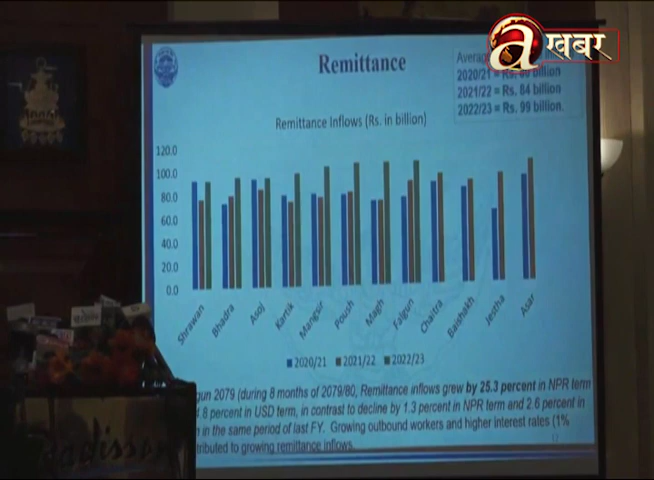 a खबर
Remittance
2020/21 = Rs. 80 billion
2021/22 = Rs. 84 billion
2022/23 = Rs. 99 billion.
Remittance Inflows (Rs. in billion)
120.0
100.0
80.0
60.0
40.0
20.0
0.0
Shrawan Bhadra Asoj Kartik Mangsir Poush Magh Falgun Chaitra Baishakh Jestha Asar
2020/21 2021/22 2022/23
gun 2079 (during 8 months of 2079/80, Remittance inflows grew by 25.3 percent in NPR term
8 percent in USD term, in contrast to decline by 1.3 percent in NPR term and 2.6 percent in
in the same period of last FY. Growing outbound workers and higher interest rates (1%
tributed to growing remittance inflows.
adisson